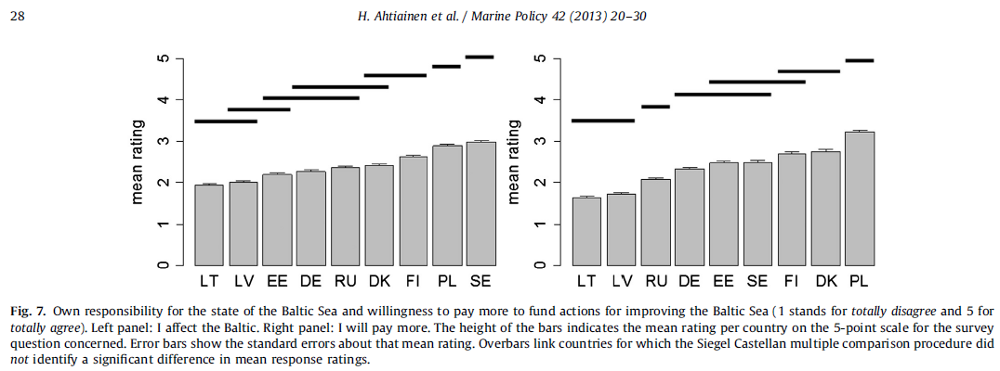 28
H. Ahtiainen et al. / Marine Policy 42 (2013) 20–30
5
4
3
2
1
0
mean rating
LT LV EE DE RU DK FI PL SE
5
4
3
2
1
0
mean rating
LT LV RU DE EE SE FI DK PL
Fig. 7. Own responsibility for the state of the Baltic Sea and willingness to pay more to fund actions for improving the Baltic Sea (1 stands for totally disagree and 5 for
totally agree). Left panel: I affect the Baltic. Right panel: I will pay more. The height of the bars indicates the mean rating per country on the 5-point scale for the survey
question concerned. Error bars show the standard errors about that mean rating. Overbars link countries for which the Siegel Castellan multiple comparison procedure did
not identify a significant difference in mean response ratings.